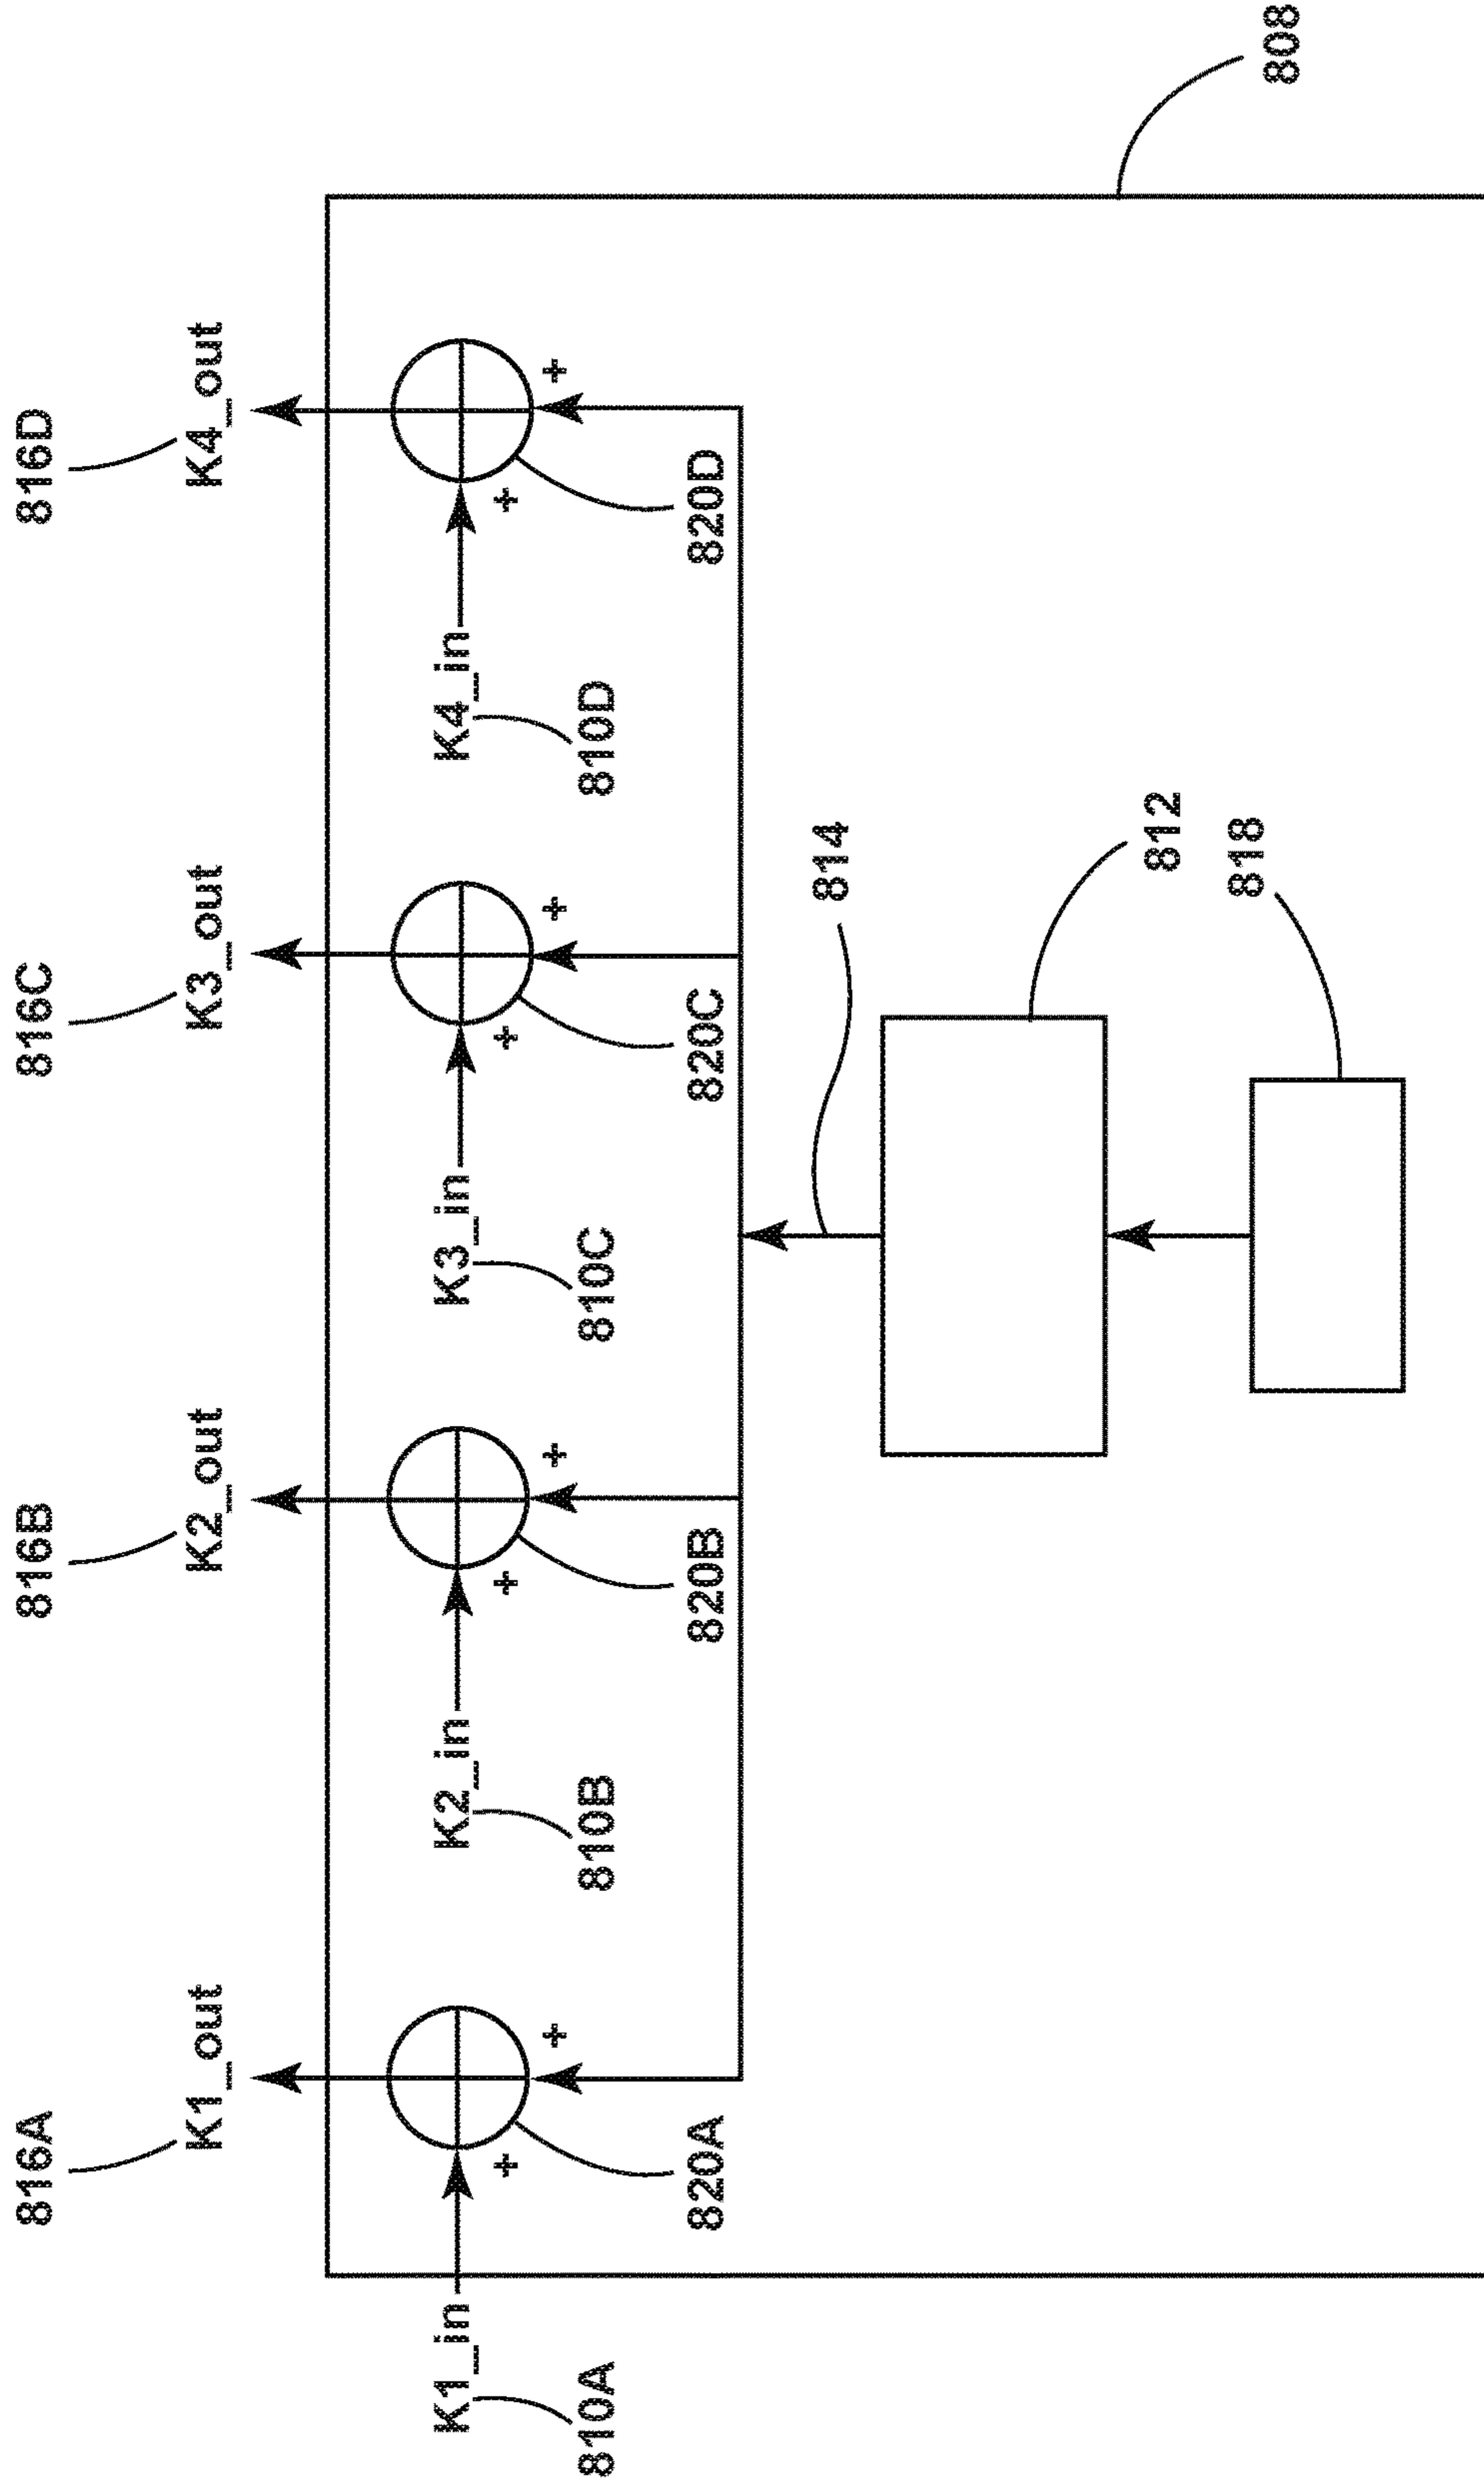 816A
816B
816C
816D
K1_out
K2_out
K3_out
K4_out
K1_in
K2_in
K3_in
K4_in
+
+
+
+
+
+
+
+
810A
810B
810C
810D
820A
820B
820C
820D
814
812
818
808